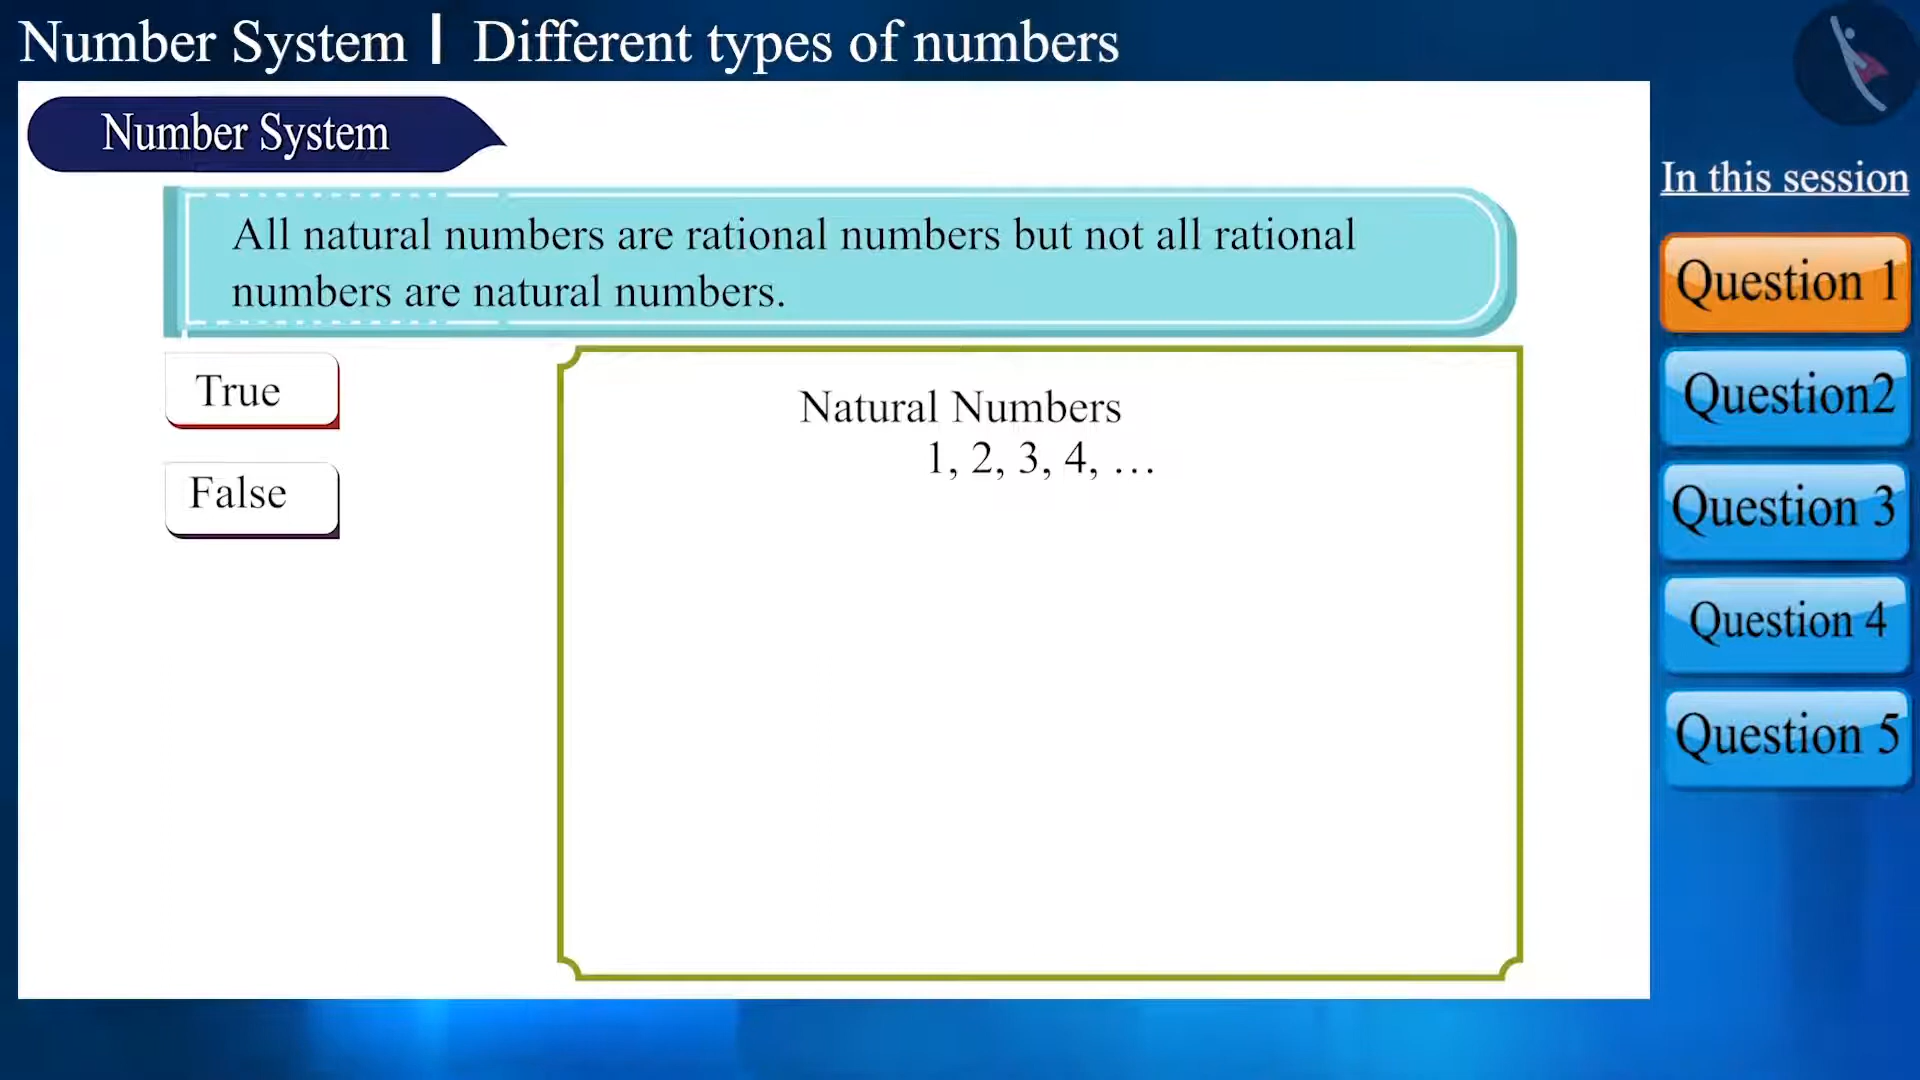 Number System | Different types of numbers
Number System
All natural numbers are rational numbers but not all rational
numbers are natural numbers.
True
False
Natural Numbers
1, 2, 3, 4, …
In this session
Question 1
Question2
Question 3
Question 4
Question 5